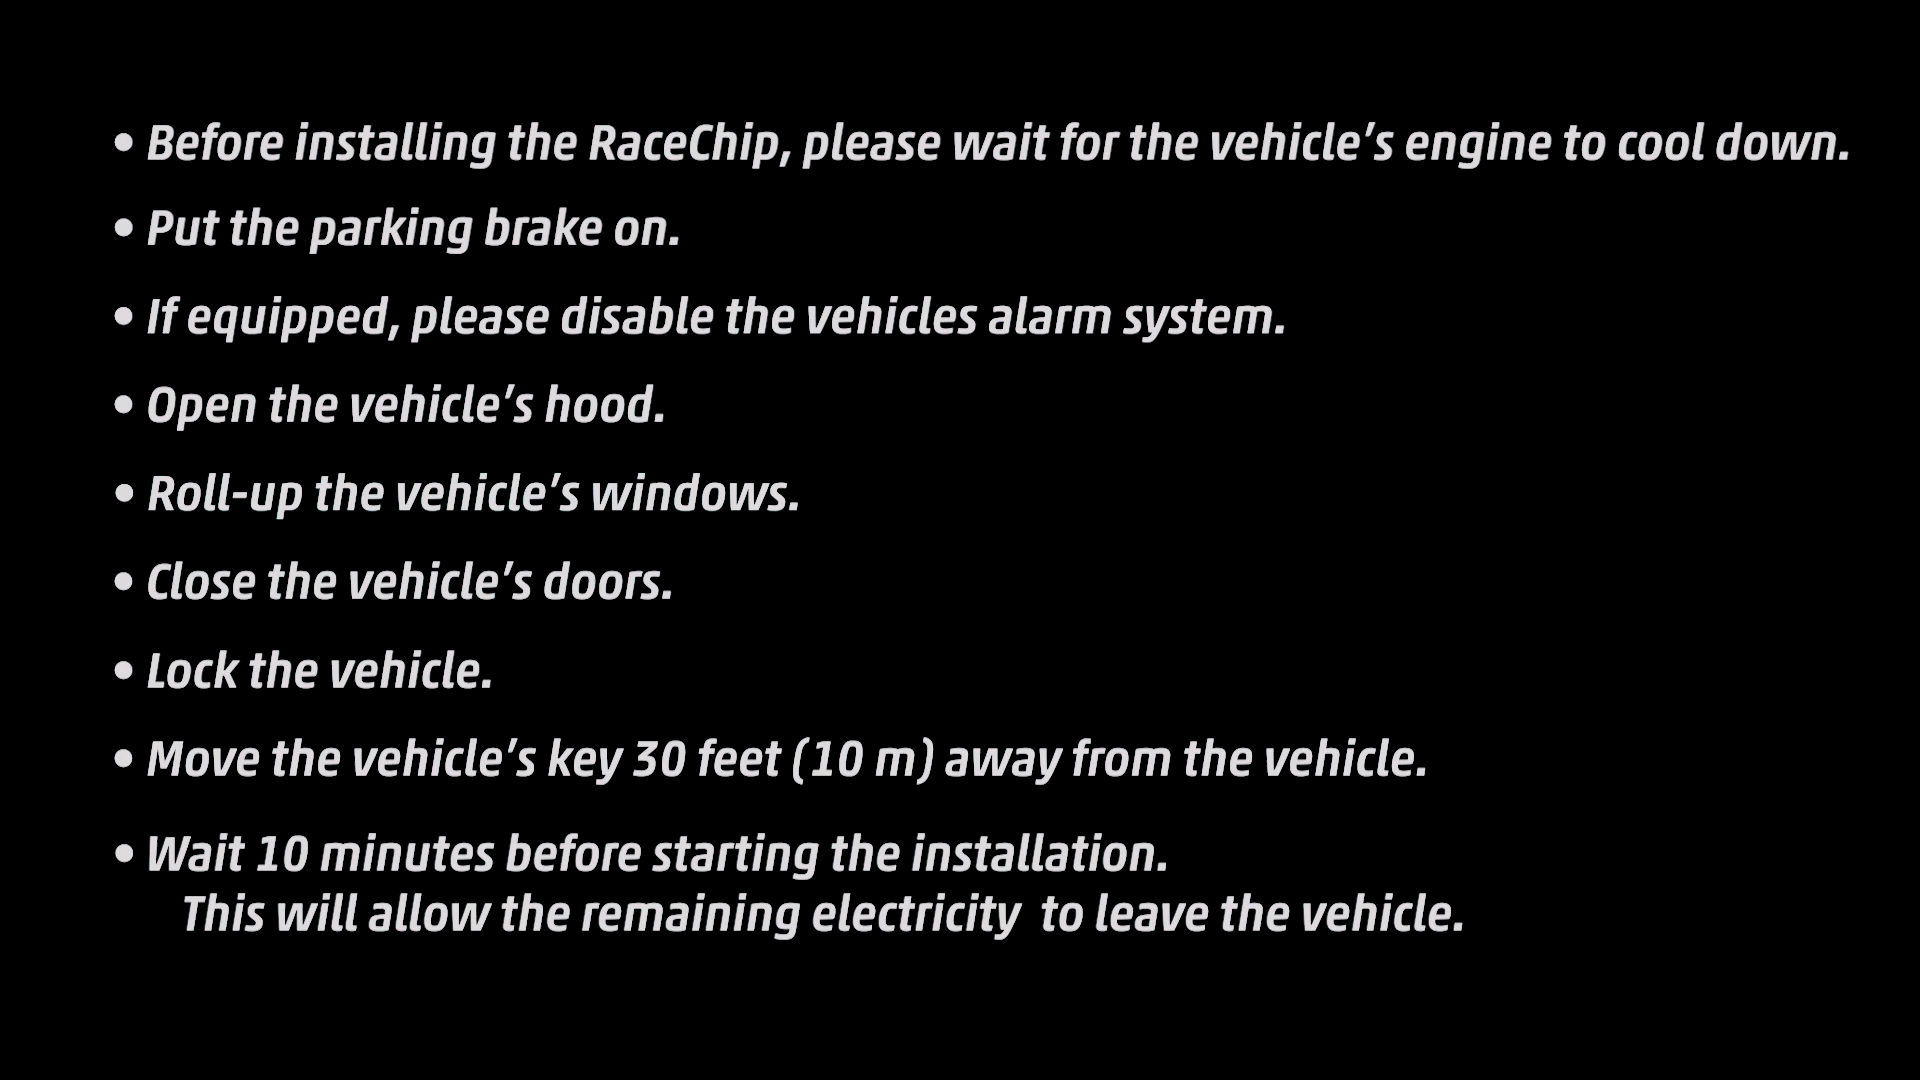 • Before installing the RaceChip, please wait for the vehicle's engine to cool down.
• Put the parking brake on.
• If equipped, please disable the vehicles alarm system.
• Open the vehicle's hood.
• Roll-up the vehicle's windows.
• Close the vehicle's doors.
• Lock the vehicle.
• Move the vehicle's key 30 feet (10 m) away from the vehicle.
• Wait 10 minutes before starting the installation.
This will allow the remaining electricity  to leave the vehicle.